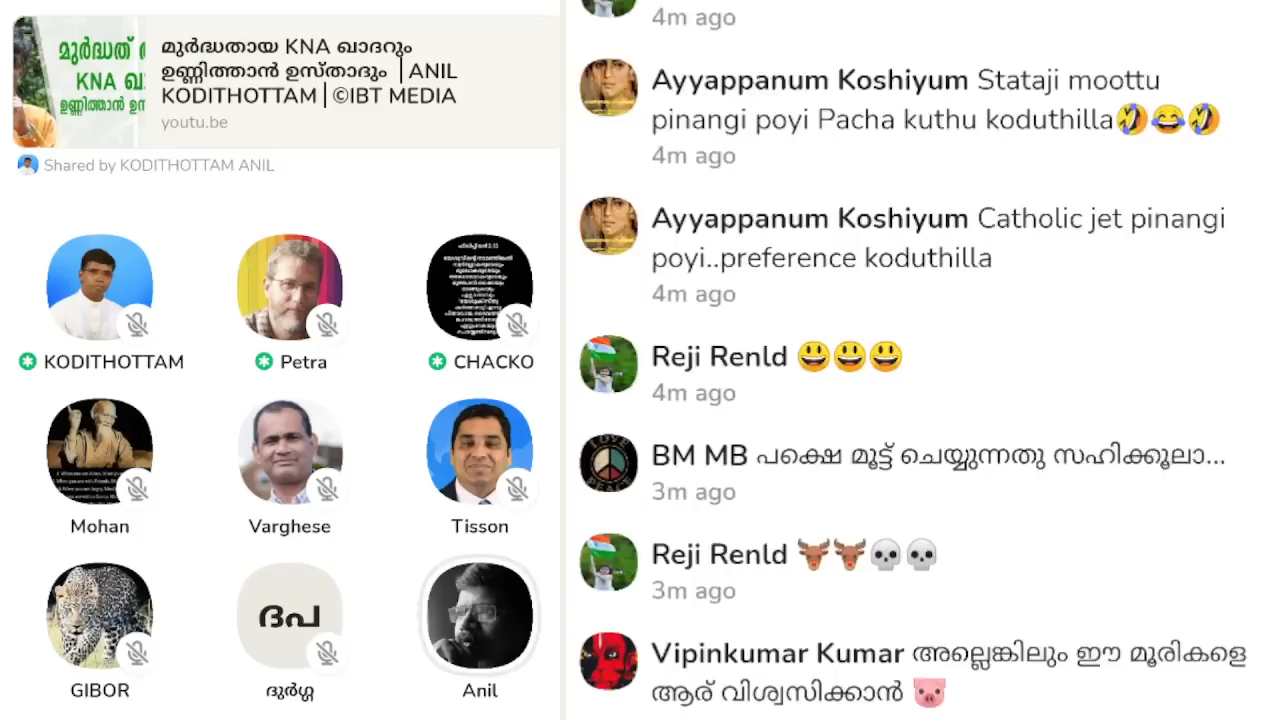 മുർദ്ധത്
KNA ഖ
ഉണ്ണിത്താൻ ഉസ
മുർദ്ധതായ KNA ഖാദറും
ഉണ്ണിത്താൻ ഉസ്താദും |ANIL
KODITHOTTAM|©IBT MEDIA
youtu.be
Shared by KODITHOTTAM ANIL
KODITHOTTAM
Petra
CHACKO
Mohan
Varghese
Tisson
GIBOR
ദപ
ദുർഗ്ഗ
Anil
4m ago
Ayyappanum Koshiyum Stataji moottu
pinangi poyi Pacha kuthu koduthilla🤣😂🤣
4m ago
Ayyappanum Koshiyum Catholic jet pinangi
poyi..preference koduthilla
4m ago
Reji Renld 😃😃😃
4m ago
LOVE
PEACE
BM MB പക്ഷെ മൂട്ട് ചെയ്യുന്നതു സഹിക്കൂലാ...
3m ago
Reji Renld 🐮🐮💀💀
3m ago
Vipinkumar Kumar അല്ലെങ്കിലും ഈ മൂരികളെ
ആര് വിശ്വസിക്കാൻ 🐷